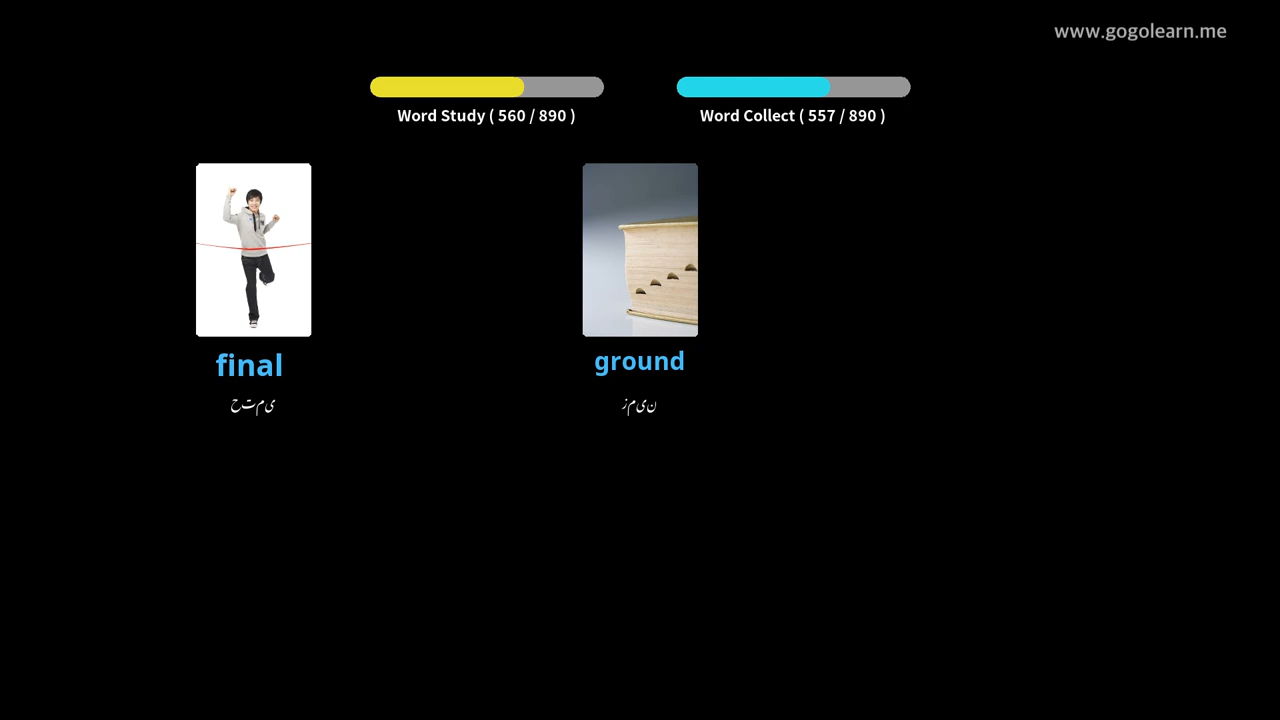 www.gogolearn.me
Word Study ( 560 / 890 ) Word Collect ( 557 / 890 )
final ground
حتمی زمین